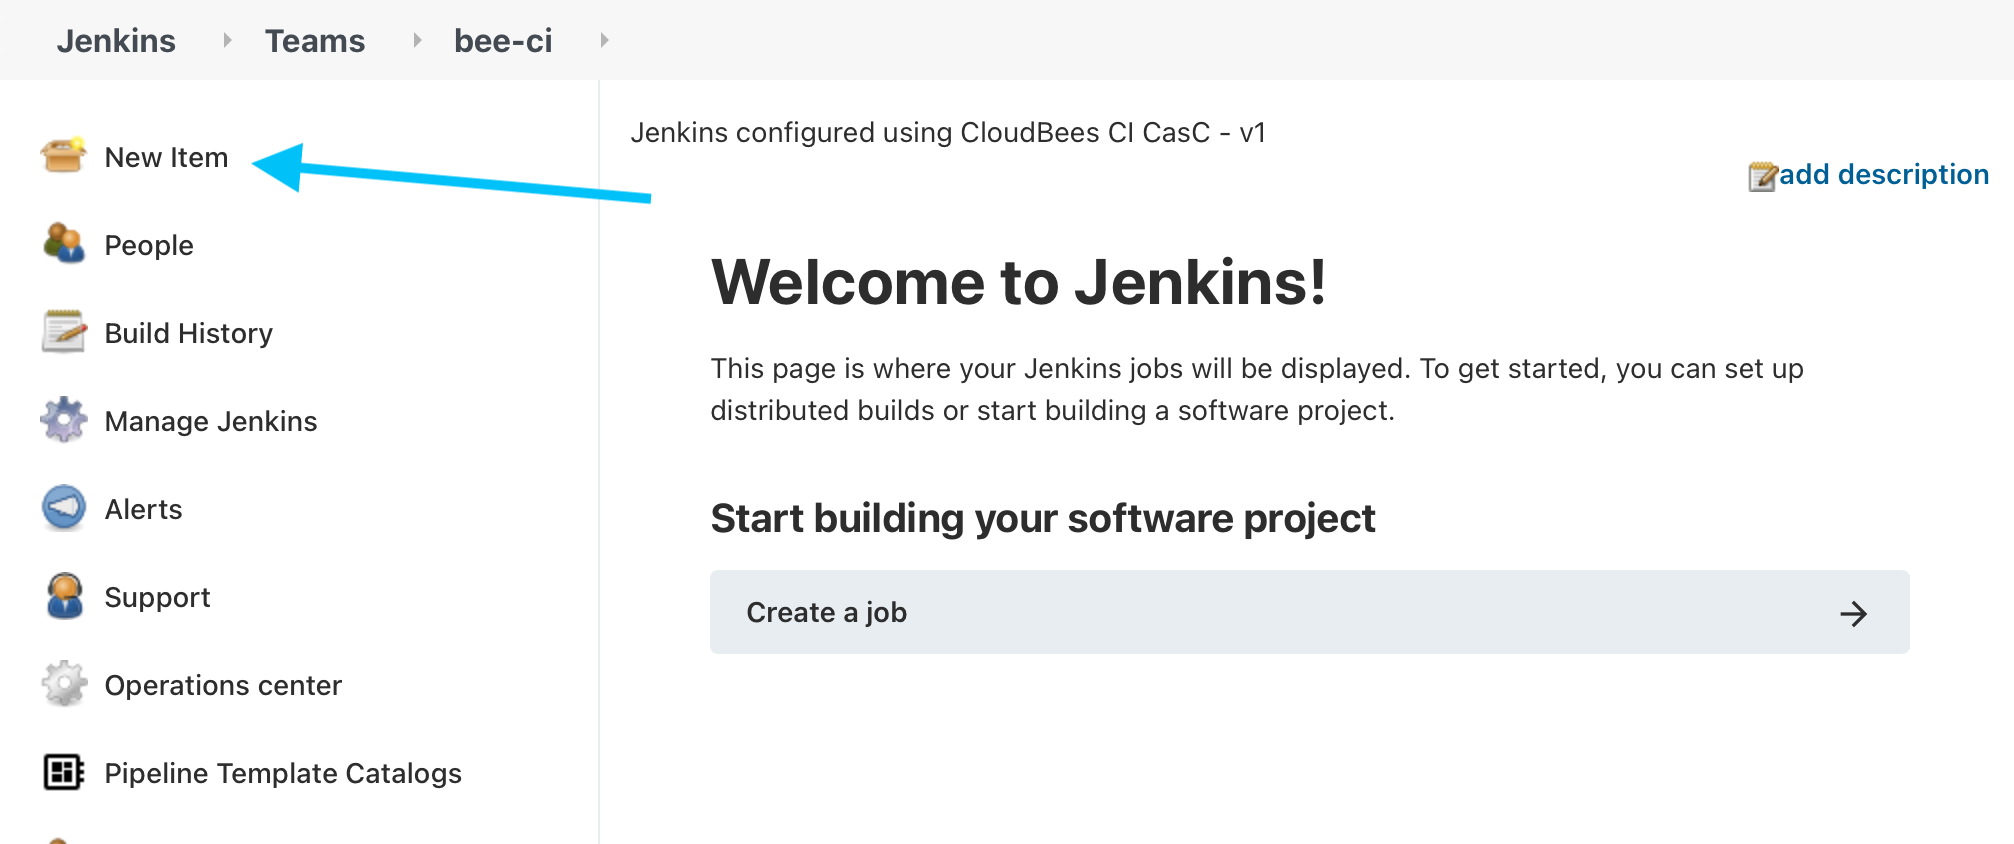 Jenkins Teams bee-ci
New Item
People
Build History
Manage Jenkins
Alerts
Support
Operations center
Pipeline Template Catalogs
Jenkins configured using CloudBees CI CasC - v1
add description
Welcome to Jenkins!
This page is where your Jenkins jobs will be displayed. To get started, you can set up
distributed builds or start building a software project.
Start building your software project
Create a job